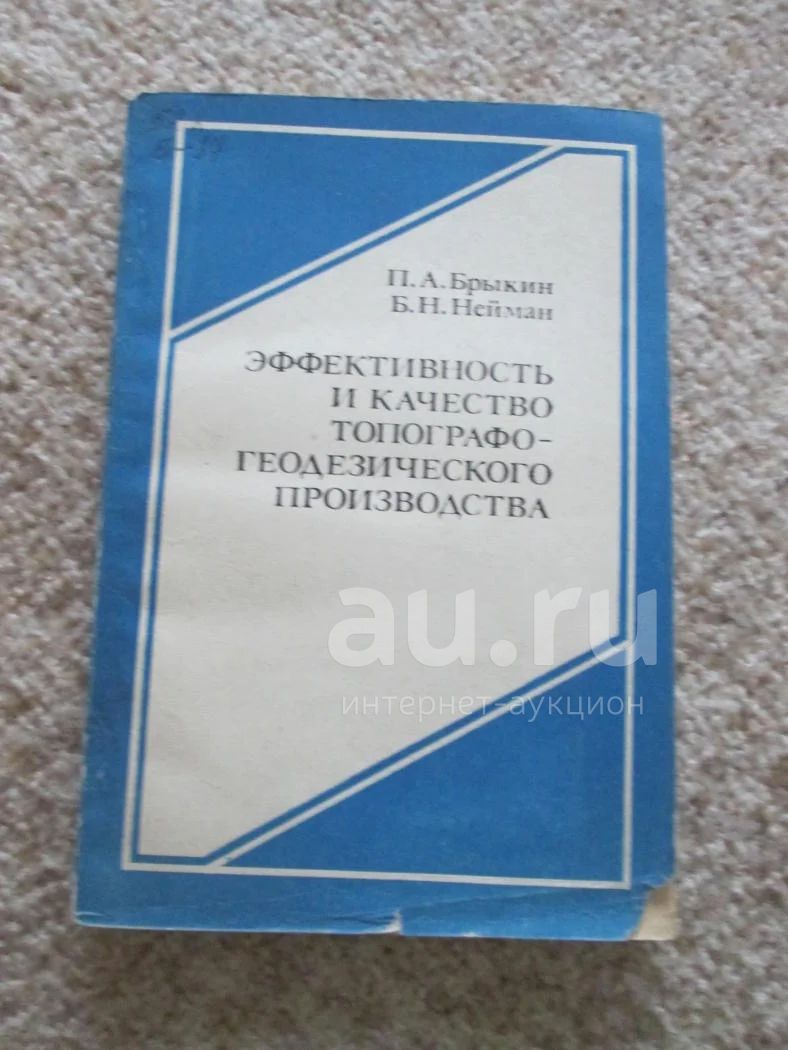 П. А. Брыкин
Б. Н. Нейман
ЭФФЕКТИВНОСТЬ
И КАЧЕСТВО
ТОПОГРАФО-
ГЕОДЕЗИЧЕСКОГО
ПРОИЗВОДСТВА
au.ru
интернет-аукцион